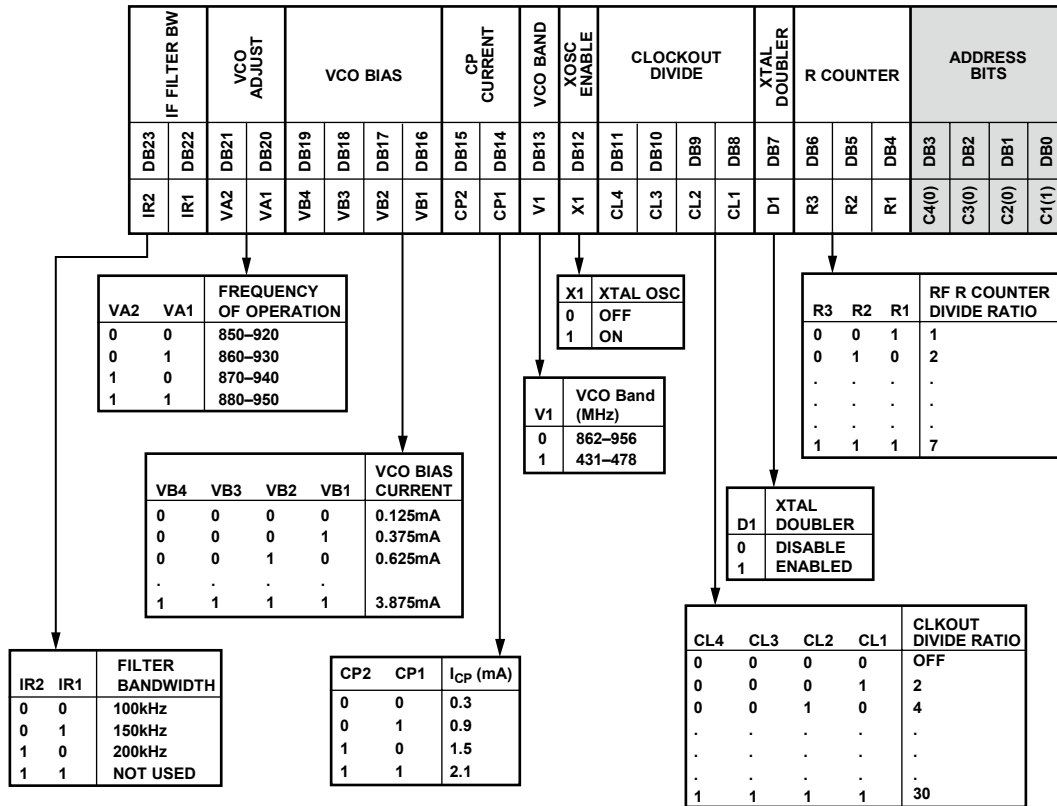 IF FILTER BW
VCO
ADJUST
VCO BIAS
CP
CURRENT
VCO BAND
XOSC
ENABLE
CLOCKOUT
DIVIDE
XTAL
DOUBLER
R COUNTER
ADDRESS
BITS
DB23 DB22 DB21 DB20 DB19 DB18 DB17 DB16 DB15 DB14 DB13 DB12 DB11 DB10 DB9 DB8 DB7 DB6 DB5 DB4 DB3 DB2 DB1 DB0
IR2 IR1 VA2 VA1 VB4 VB3 VB2 VB1 CP2 CP1 V1 X1 CL4 CL3 CL2 CL1 D1 R3 R2 R1 C4(0) C3(0) C2(0) C1(1)
VA2 VA1 FREQUENCY
OF OPERATION
0 0 850–920
0 1 860–930
1 0 870–940
1 1 880–950
X1 XTAL OSC
0 OFF
1 ON
R3 R2 R1 RF R COUNTER
DIVIDE RATIO
0 0 1 1
0 1 0 2
. . . .
. . . .
. . . .
1 1 1 7
V1 VCO Band
(MHz)
0 862–956
1 431–478
VB4 VB3 VB2 VB1 VCO BIAS
CURRENT
0 0 0 0 0.125mA
0 0 0 1 0.375mA
0 0 1 0 0.625mA
. . . .
1 1 1 1 3.875mA
D1 XTAL
DOUBLER
0 DISABLE
1 ENABLED
IR2 IR1 FILTER
BANDWIDTH
0 0 100kHz
0 1 150kHz
1 0 200kHz
1 1 NOT USED
CP2 CP1 ICP (mA)
0 0 0.3
0 1 0.9
1 0 1.5
1 1 2.1
CL4 CL3 CL2 CL1 CLKOUT
DIVIDE RATIO
0 0 0 0 OFF
0 0 0 1 2
0 0 1 0 4
. . . . .
. . . . .
. . . . .
1 1 1 1 30